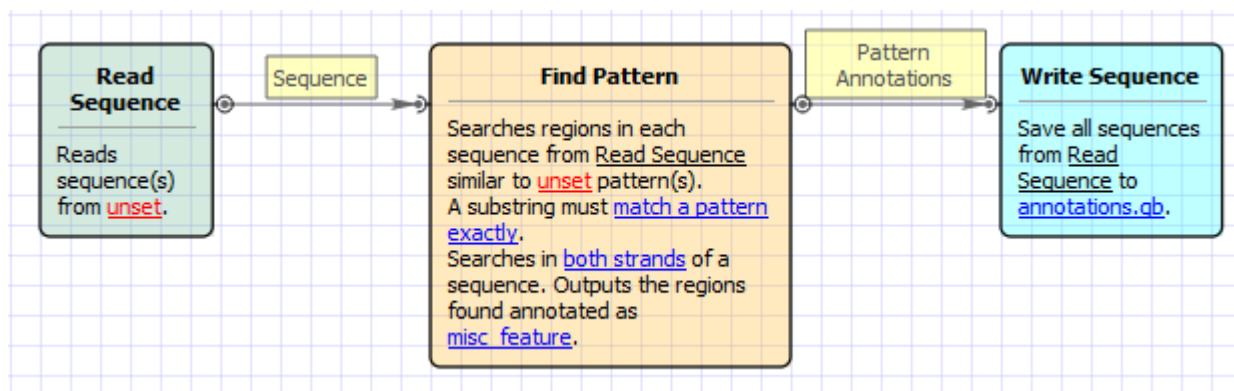 Read
Sequence
Reads
sequence(s)
from unset.
Sequence
Find Pattern
Searches regions in each
sequence from Read Sequence
similar to unset pattern(s).
A substring must match a pattern
exactly.
Searches in both strands of a
sequence. Outputs the regions
found annotated as
misc_feature.
Pattern
Annotations
Write Sequence
Save all sequences
from Read
Sequence to
annotations.gb.